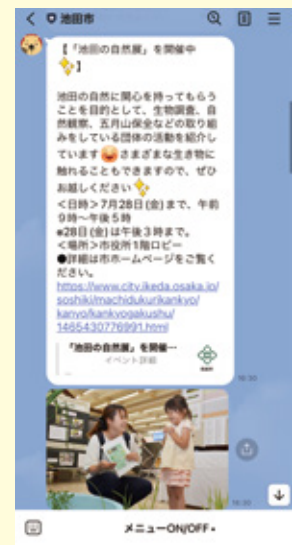 池田市
【「池田の自然展」を開催中
✨】
池田の自然に関心を持ってもらう
ことを目的として、生物調査、自
然観察、五月山保全などの取り組
みをしている団体の活動を紹介し
ています😄さまざまな生き物に
触れることもできますので、ぜひ
お越しください✨
<日時>7月28日(金)まで、午前
9時～午後5時
※28日(金)は午後3時まで。
<場所>市役所1階ロビー
●詳細は市ホームページをご覧く
ださい。
https://www.city.ikeda.osaka.jp/
soshiki/machidukurikankyo/
kankyo/kankyogakushu/
1465430776991.html
「池田の自然展」を開催…
イベント詳細
16:30
16:30
メニューON/OFF